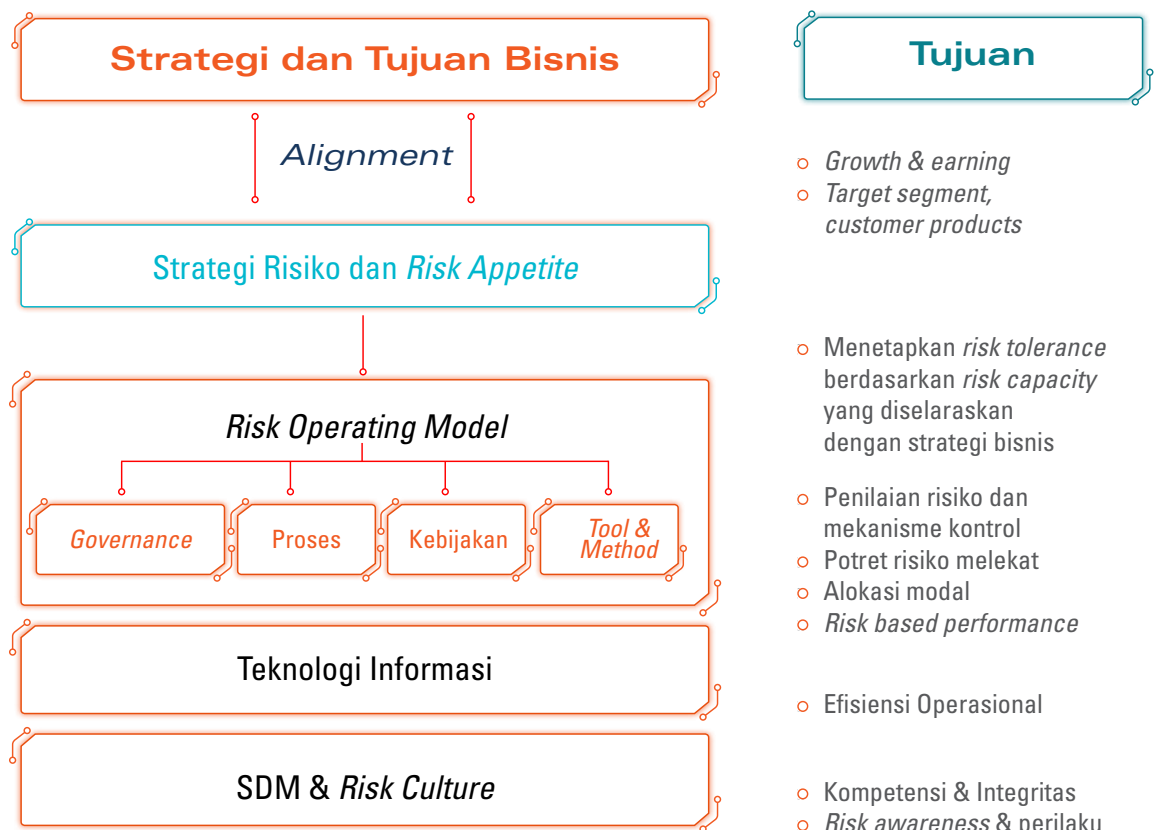 Strategi dan Tujuan Bisnis
Alignment
Strategi Risiko dan Risk Appetite
Risk Operating Model
Governance
Proses
Kebijakan
Tool &
Method
Teknologi Informasi
SDM & Risk Culture
Tujuan
Growth & earning
Target segment,
customer products
Menetapkan risk tolerance
berdasarkan risk capacity
yang diselaraskan
dengan strategi bisnis
Penilaian risiko dan
mekanisme kontrol
Potret risiko melekat
Alokasi modal
Risk based performance
Efisiensi Operasional
Kompetensi & Integritas
Risk awareness & perilaku